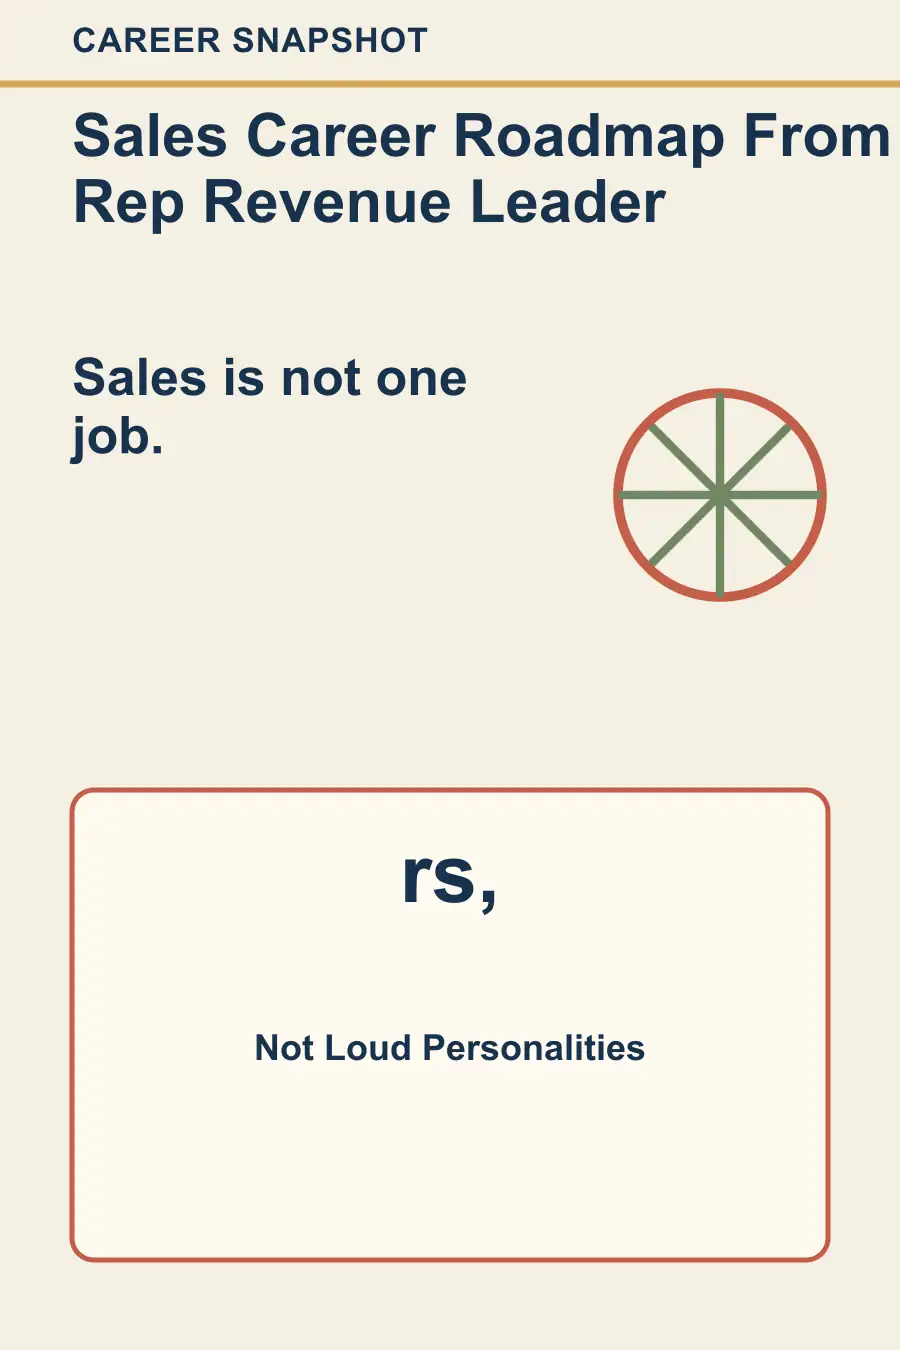 CAREER SNAPSHOT
Sales Career Roadmap From
Rep Revenue Leader
Sales is not one
job.
rs,
Not Loud Personalities